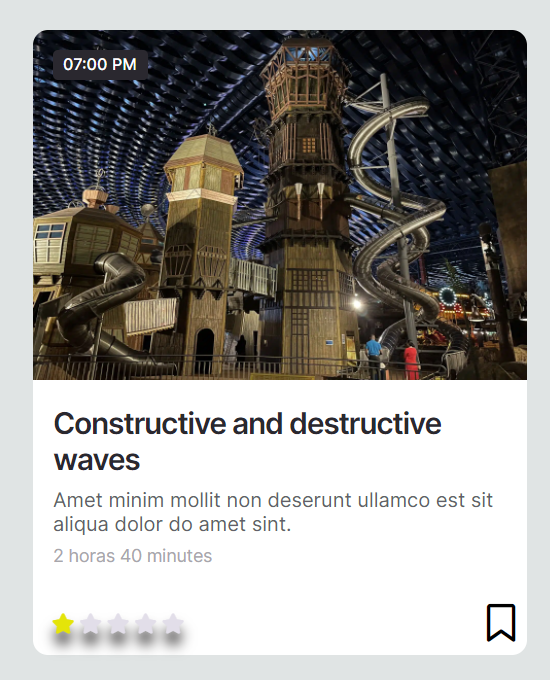 07:00 PM
Constructive and destructive
waves
Amet minim mollit non deserunt ullamco est sit
aliqua dolor do amet sint.
2 horas 40 minutes